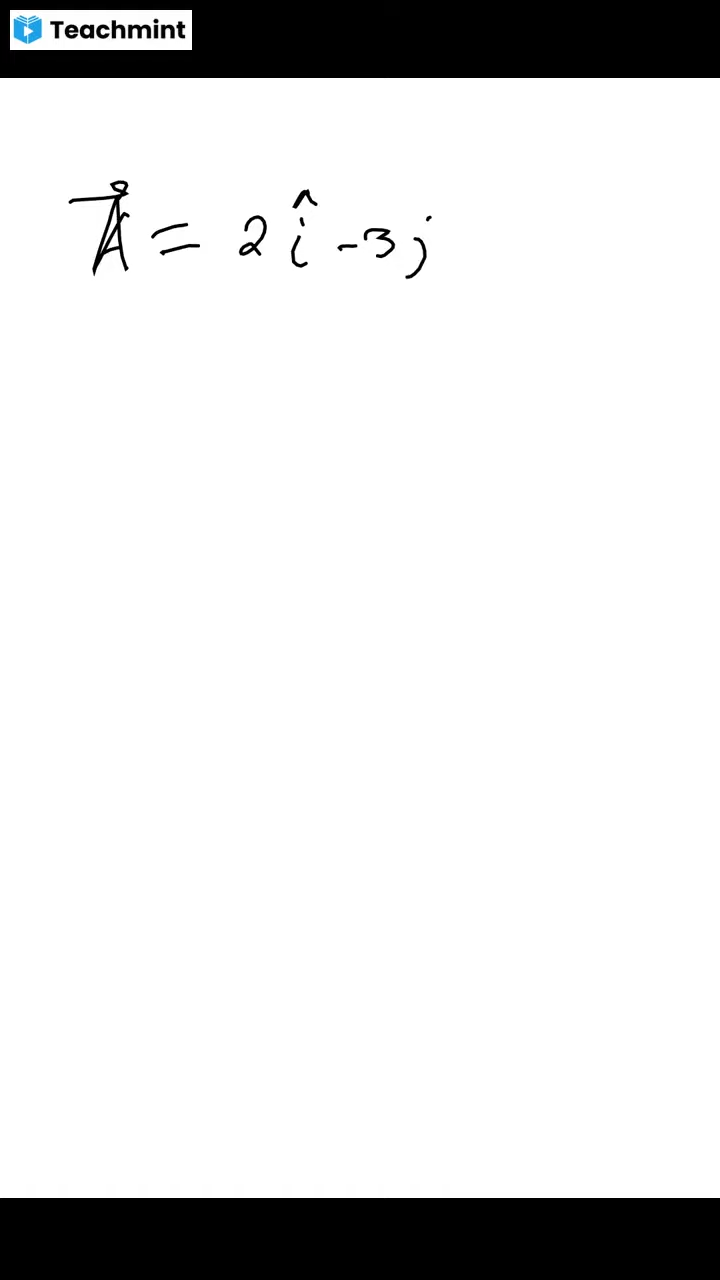 Teachmint
A⃗ = 2î -3j